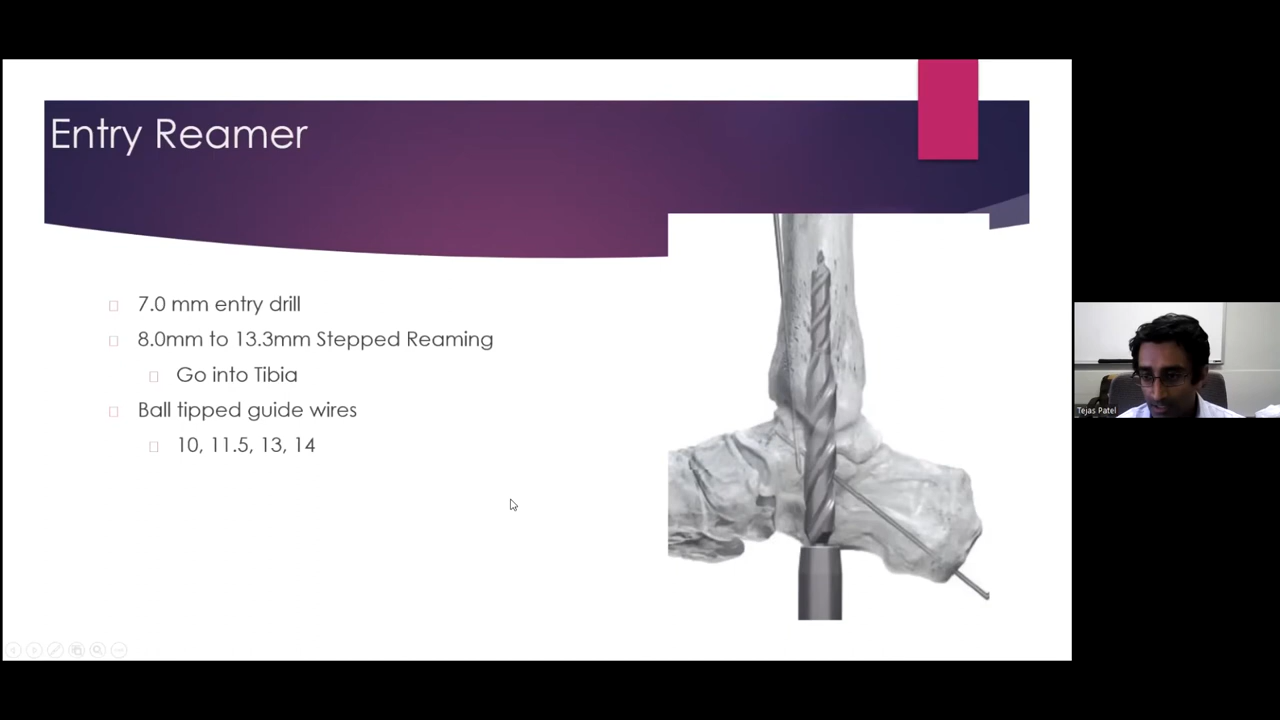 Entry Reamer
7.0 mm entry drill
8.0mm to 13.3mm Stepped Reaming
Go into Tibia
Ball tipped guide wires
10, 11.5, 13, 14
Tejas Patel